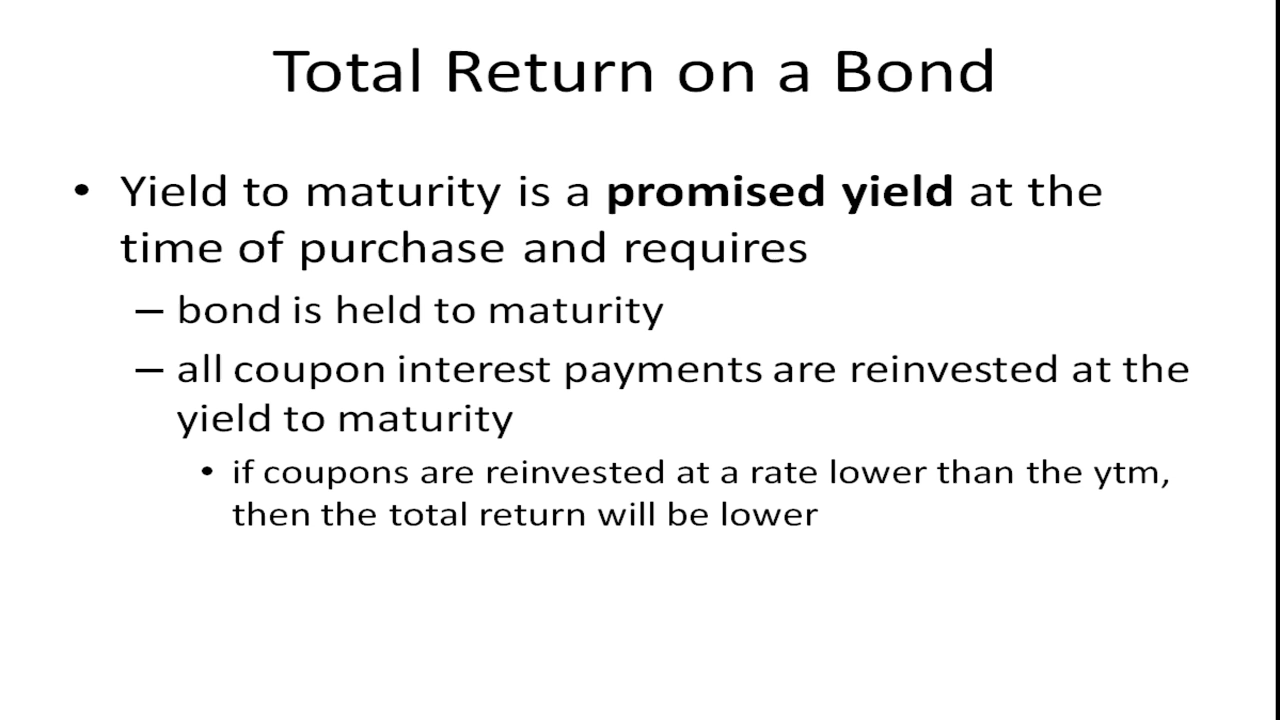 Total Return on a Bond
• Yield to maturity is a promised yield at the
time of purchase and requires
– bond is held to maturity
– all coupon interest payments are reinvested at the
yield to maturity
• if coupons are reinvested at a rate lower than the ytm,
then the total return will be lower